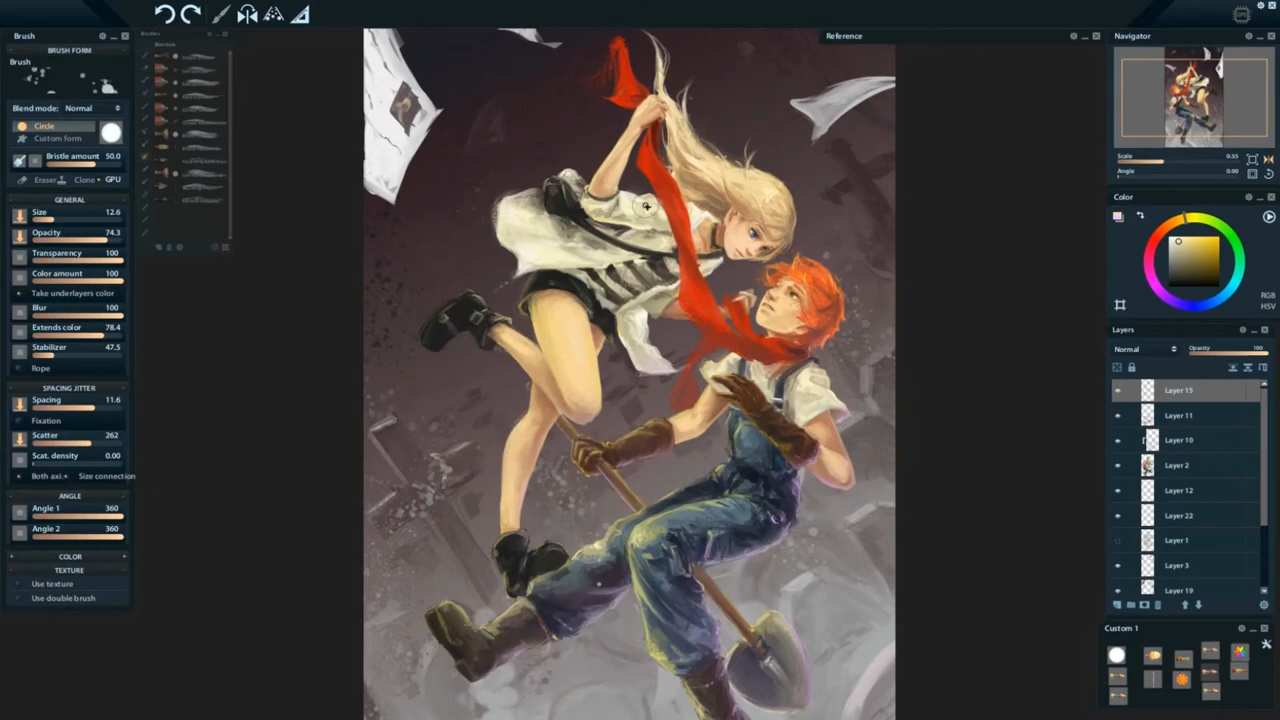 Brush
BRUSH FORM
Brush
Blend mode: Normal
Circle
Custom form
Bristle amount 50.0
Eraser Clone GPU
GENERAL
Size 12.6
Opacity 74.3
Transparency 100
Color amount 100
Take underlayers color
Blur 100
Extends color 78.4
Stabilizer 47.5
Rope
SPACING JITTER
Spacing 11.6
Fixation
Scatter 262
Scat. density 0.00
Both axi Size connection
ANGLE
Angle 1 360
Angle 2 360
COLOR
TEXTURE
Use texture
Use double brush
Brushes
Reference
Navigator
Scale 0.55
Angle 0.00
Color
RGB
HSV
Layers
Normal Opacity 100
Layer 15
Layer 11
Layer 10
Layer 2
Layer 12
Layer 22
Layer 1
Layer 3
Layer 19
Custom 1